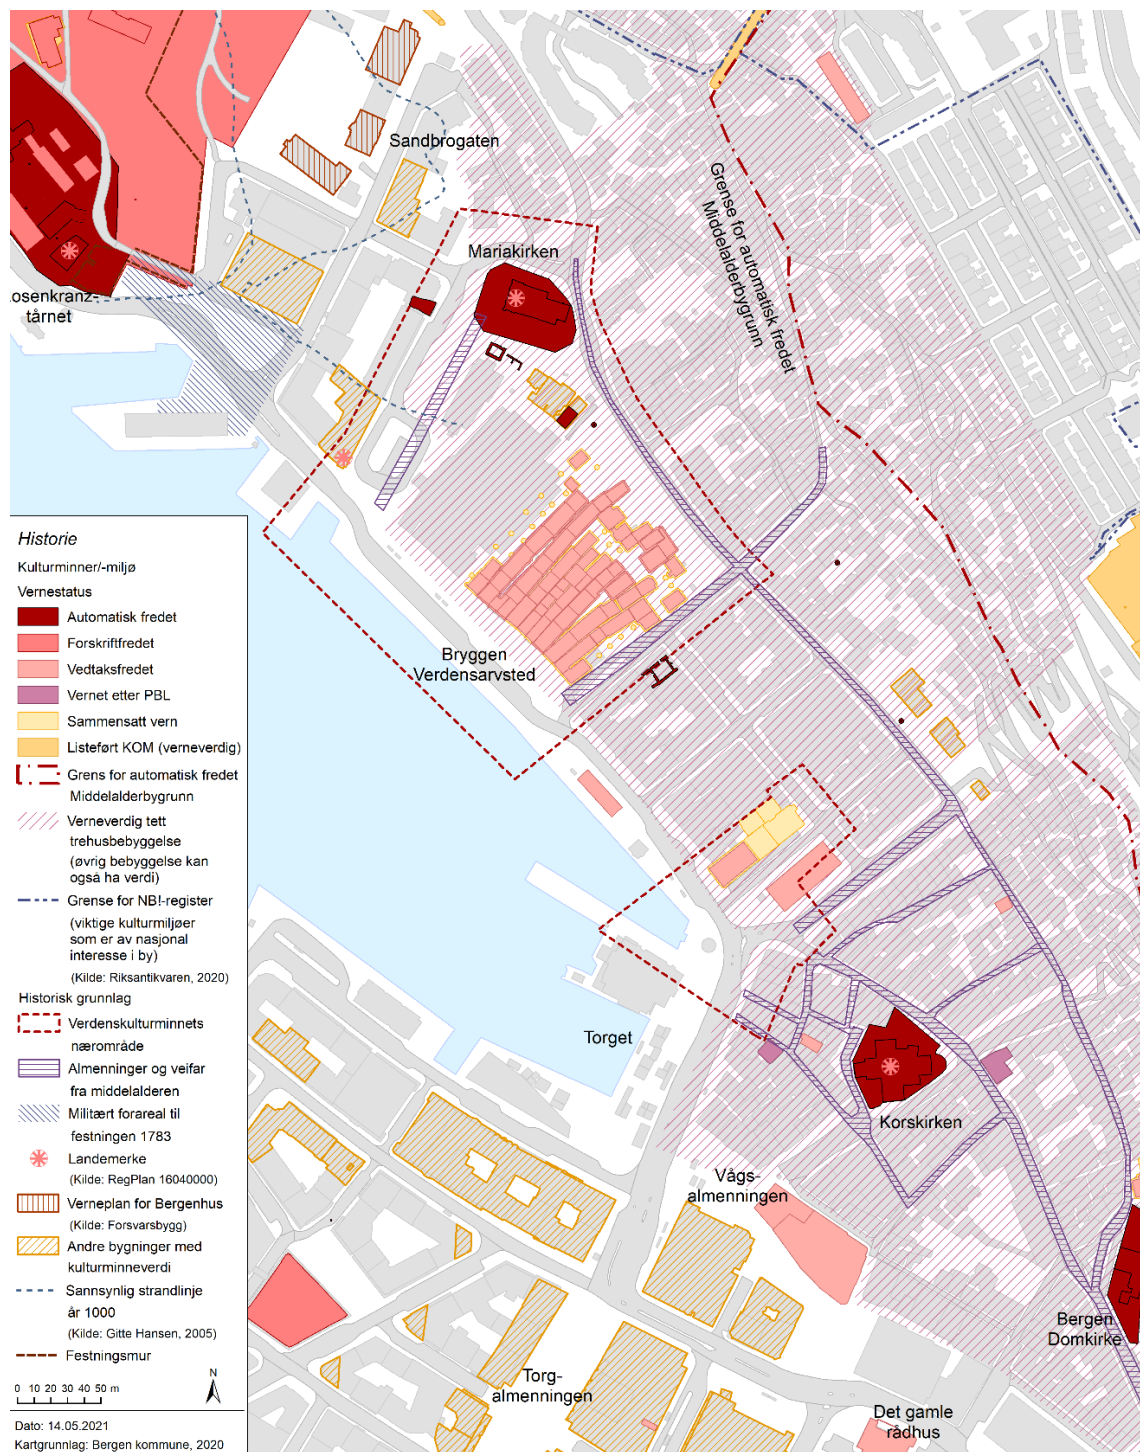 Sandbrogaten
Grense for automatisk fredet
Middelalderbygrunn
Mariakirken
osenkranz-
tårnet
Bryggen
Verdensarvsted
Torget
Korskirken
Vågs-
almenningen
Bergen
Domkirke
Torg-
almenningen
Det gamle
rådhus
Historie
Kulturminner/-miljø
Vernestatus
Automatisk fredet
Forskriftfredet
Vedtaksfredet
Vernet etter PBL
Sammensatt vern
Listeført KOM (verneverdig)
Grens for automatisk fredet
Middelalderbygrunn
Verneverdig tett
trehusbebyggelse
(øvrig bebyggelse kan
også ha verdi)
Grense for NB!-register
(viktige kulturmiljøer
som er av nasjonal
interesse i by)
(Kilde: Riksantikvaren, 2020)
Historisk grunnlag
Verdenskulturminnets
nærområde
Almenninger og veifar
fra middelalderen
Militært forareal til
festningen 1783
Landemerke
(Kilde: RegPlan 16040000)
Verneplan for Bergenhus
(Kilde: Forsvarsbygg)
Andre bygninger med
kulturminneverdi
Sannsynlig strandlinje
år 1000
(Kilde: Gitte Hansen, 2005)
Festningsmur
N
0 10 20 30 40 50 m
Dato: 14.05.2021
Kartgrunnlag: Bergen kommune, 2020